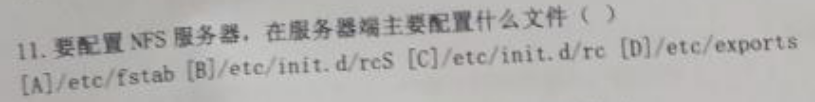 11. 要配置 NFS 服务器，在服务器端主要配置什么文件（ ）
[A]/etc/fstab [B]/etc/init.d/rcS [C]/etc/init.d/rc [D]/etc/exports